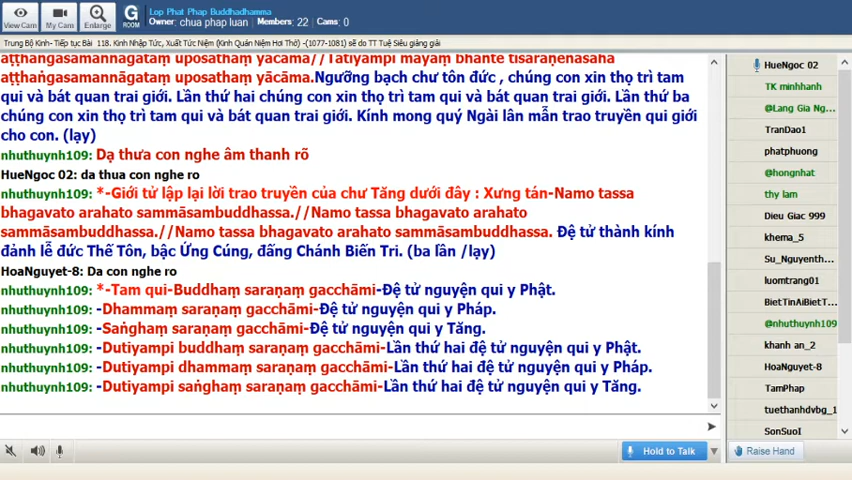 Lop Phat Phap Buddhadhamma
Owner: chua phap luan Members: 22 Cams: 0
View Cam
My Cam
Enlarge
G
ROOM
Trung Bộ Kinh- Tiếp tục Bài 118. Kinh Nhập Tức, Xuất Tức Niệm (Kinh Quán Niệm Hơi Thở) -(1077-1081) sẽ do TT Tuệ Siêu giảng giải
aṭṭhaṅgasamannāgataṃ uposathaṃ yācāma//Tatiyampi mayaṃ bhante tisaraṇenasaha
aṭṭhaṅgasamannāgataṃ uposathaṃ yācāma.Ngưỡng bạch chư tôn đức , chúng con xin thọ trì tam
qui và bát quan trai giới. Lần thứ hai chúng con xin thọ trì tam qui và bát quan trai giới. Lần thứ ba
chúng con xin thọ trì tam qui và bát quan trai giới. Kính mong quý Ngài lân mẫn trao truyền qui giới
cho con. (lạy)
nhuthuynh109: Dạ thưa con nghe âm thanh rõ
HueNgoc 02: da thua con nghe ro
nhuthuynh109: *-Giới tử lập lại lời trao truyền của chư Tăng dưới đây : Xưng tán-Namo tassa
bhagavato arahato sammāsambuddhassa.//Namo tassa bhagavato arahato
sammāsambuddhassa.//Namo tassa bhagavato arahato sammāsambuddhassa. Đệ tử thành kính
đảnh lễ đức Thế Tôn, bậc Ứng Cúng, đấng Chánh Biến Tri. (ba lần /lạy)
HoaNguyet-8: Da con nghe ro
nhuthuynh109: *-Tam qui-Buddhaṃ saraṇaṃ gacchāmi-Đệ tử nguyện qui y Phật.
nhuthuynh109: -Dhammaṃ saraṇaṃ gacchāmi-Đệ tử nguyện qui y Pháp.
nhuthuynh109: -Saṅghaṃ saraṇaṃ gacchāmi-Đệ tử nguyện qui y Tăng.
nhuthuynh109: -Dutiyampi buddhaṃ saraṇaṃ gacchāmi-Lần thứ hai đệ tử nguyện qui y Phật.
nhuthuynh109: -Dutiyampi dhammaṃ saraṇaṃ gacchāmi-Lần thứ hai đệ tử nguyện qui y Pháp.
nhuthuynh109: -Dutiyampi saṅghaṃ saraṇaṃ gacchāmi-Lần thứ hai đệ tử nguyện qui y Tăng.
HueNgoc 02
TK minhhanh
@Lang Gia Ng...
TranDao1
phatphuong
@hongnhat
thy lam
Dieu Giac 999
khema_5
Su_Nguyenth...
luomtrang01
BietTinAiBietT...
@nhuthuynh109
khanh an_2
HoaNguyet-8
TamPhap
tuethanhdvbg_1
SonSuoI
Hold to Talk
Raise Hand